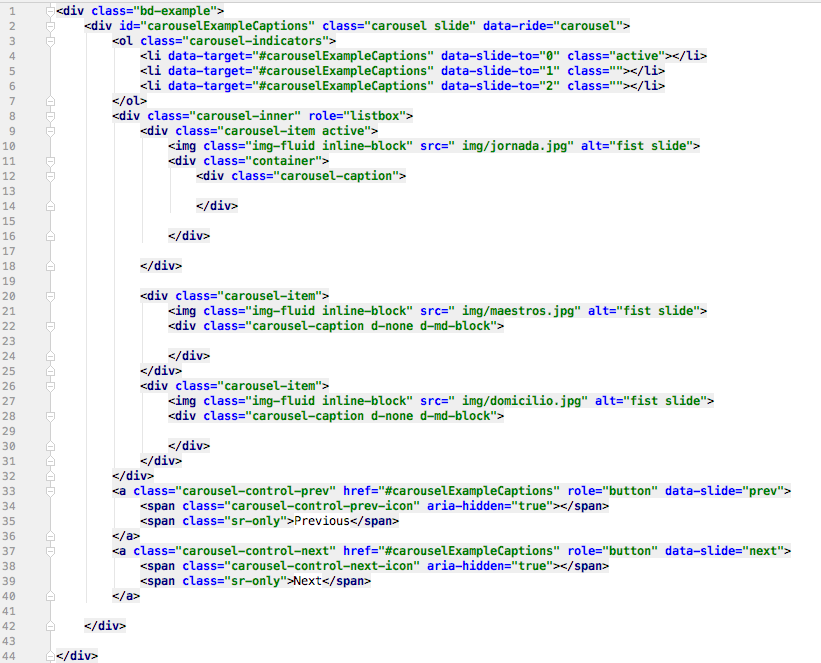 1 <div class="bd-example">
2     <div id="carouselExampleCaptions" class="carousel slide" data-ride="carousel">
3         <ol class="carousel-indicators">
4             <li data-target="#carouselExampleCaptions" data-slide-to="0" class="active"></li>
5             <li data-target="#carouselExampleCaptions" data-slide-to="1" class=""></li>
6             <li data-target="#carouselExampleCaptions" data-slide-to="2" class=""></li>
7         </ol>
8         <div class="carousel-inner" role="listbox">
9             <div class="carousel-item active">
10                 <img class="img-fluid inline-block" src=" img/jornada.jpg" alt="fist slide">
11                 <div class="container">
12                     <div class="carousel-caption">
13
14                     </div>
15
16                 </div>
17
18             </div>
19
20             <div class="carousel-item">
21                 <img class="img-fluid inline-block" src=" img/maestros.jpg" alt="fist slide">
22                 <div class="carousel-caption d-none d-md-block">
23
24                 </div>
25             </div>
26             <div class="carousel-item">
27                 <img class="img-fluid inline-block" src=" img/domicilio.jpg" alt="fist slide">
28                 <div class="carousel-caption d-none d-md-block">
29
30                 </div>
31             </div>
32         </div>
33         <a class="carousel-control-prev" href="#carouselExampleCaptions" role="button" data-slide="prev">
34             <span class="carousel-control-prev-icon" aria-hidden="true"></span>
35             <span class="sr-only">Previous</span>
36         </a>
37         <a class="carousel-control-next" href="#carouselExampleCaptions" role="button" data-slide="next">
38             <span class="carousel-control-next-icon" aria-hidden="true"></span>
39             <span class="sr-only">Next</span>
40         </a>
41
42     </div>
43
44 </div>